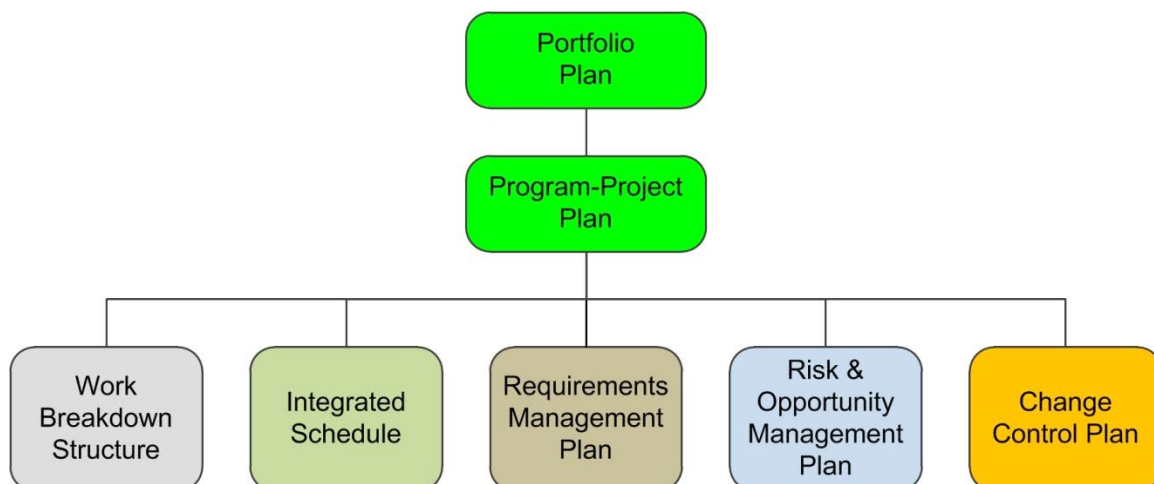 Portfolio
Plan
Program-Project
Plan
Work
Breakdown
Structure
Integrated
Schedule
Requirements
Management
Plan
Risk &
Opportunity
Management
Plan
Change
Control Plan